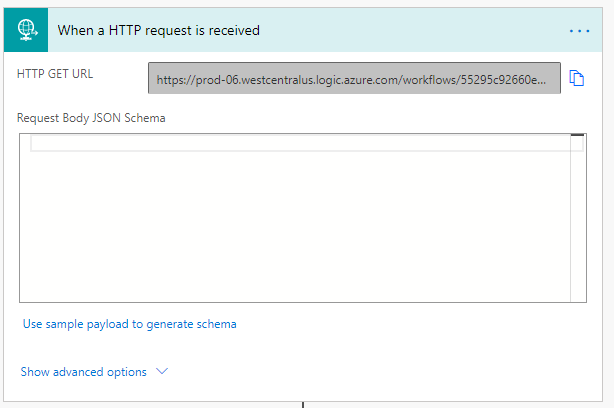 When a HTTP request is received
HTTP GET URL
https://prod-06.westcentralus.logic.azure.com/workflows/55295c92660e...
Request Body JSON Schema
Use sample payload to generate schema
Show advanced options